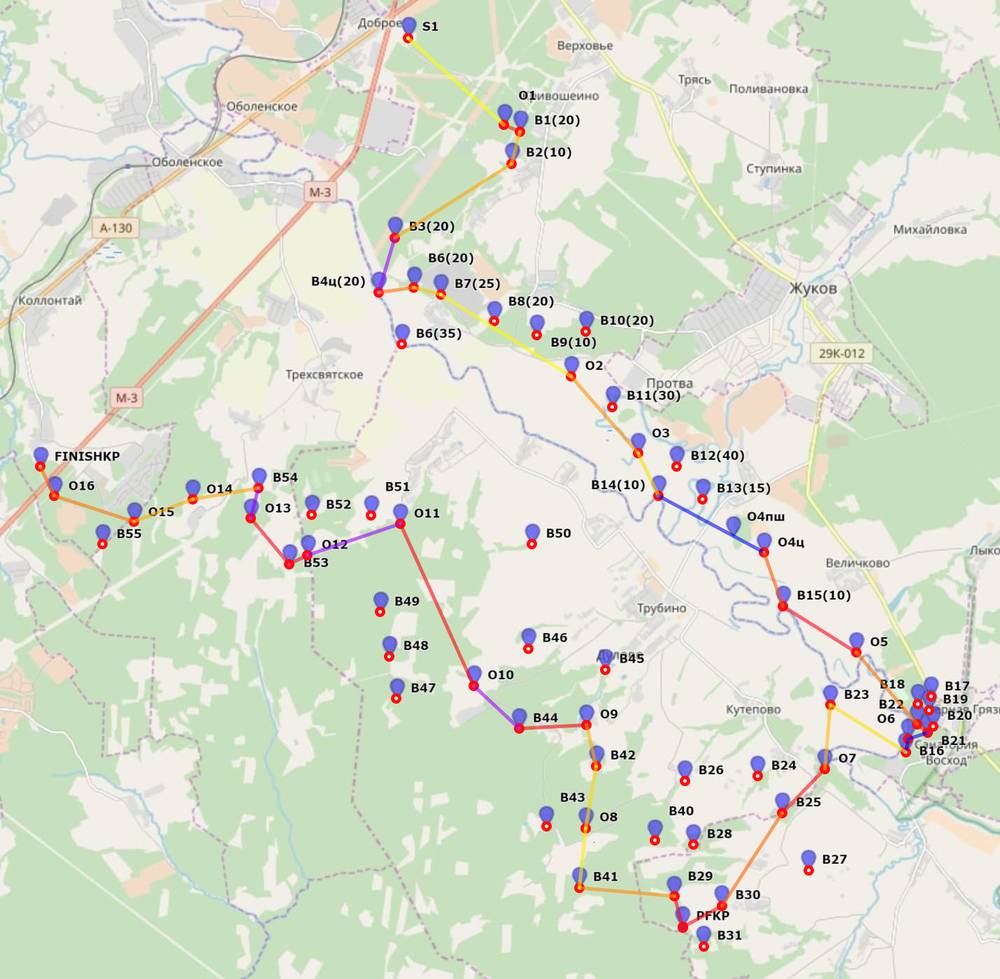 Доброе
S1
Верховье
O1
Трясь
Поливановка
Оболенское
B1(20)
Оболенское
B2(10)
Ступинка
М-3
А-130
B3(20)
Михайловка
B6(20)
B4ц(20)
B7(25)
Жуков
Коллонтай
B8(20)
B10(20)
B6(35)
B9(10)
29К-012
O2
Трехсвятское
Протва
М-3
B11(30)
O3
FINISHKP
B12(40)
B54
O16
O14
B51
B14(10)
B13(15)
B52
O13
O15
O11
O4пш
B55
B50
O12
O4ц
B53
Величково
B15(10)
B49
Трубино
B46
O5
B48
B45
O10
B47
B18
B17
B23
B19
B22
Кутепово
O9
B44
O6
B20
B21
Санатория
Восход
B16
B42
O7
B24
B26
B43
B25
B40
O8
B28
B27
B41
B29
B30
PFKP
B31